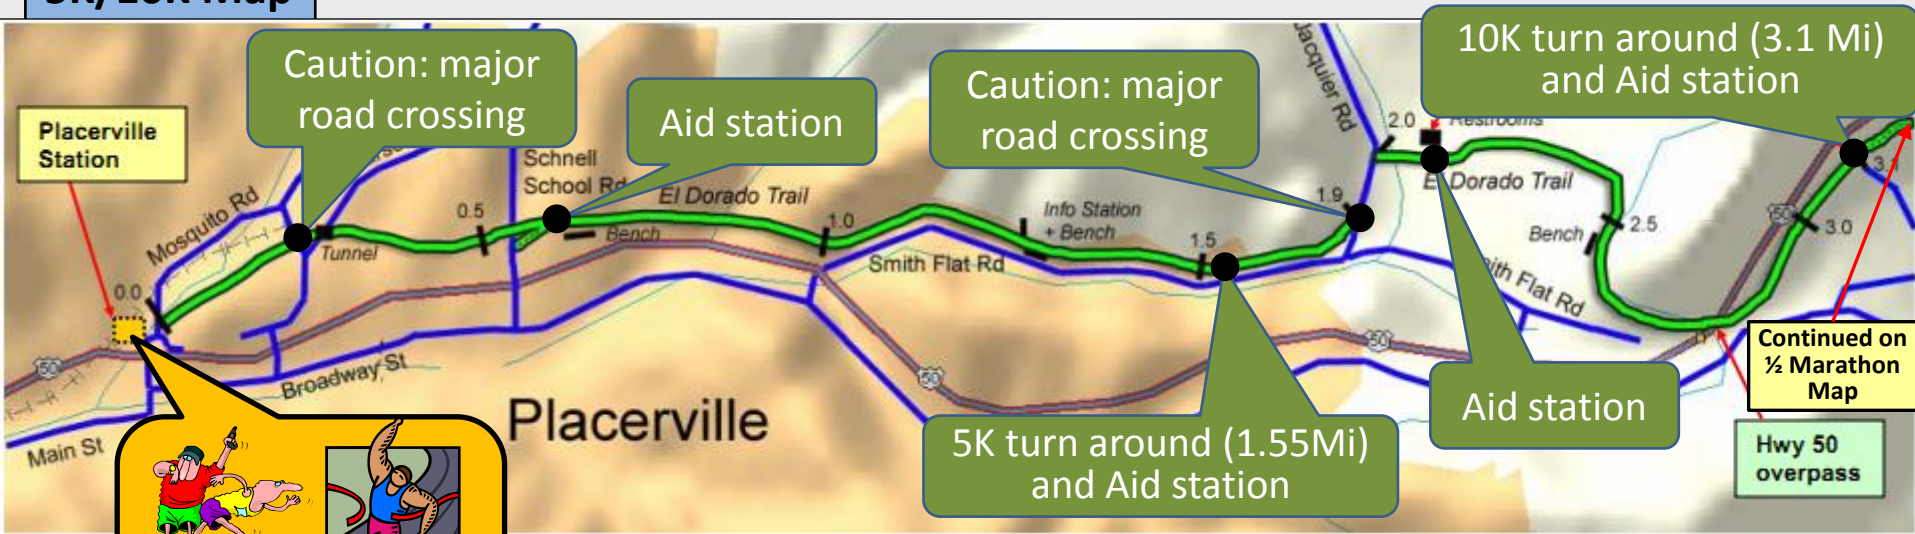 5K/10K Map
Caution: major
road crossing
Aid station
Caution: major
road crossing
10K turn around (3.1 Mi)
and Aid station
Placerville
Station
Mosquito Rd
0.0
Tunnel
0.5
Schnell
School Rd
El Dorado Trail
Bench
1.0
Smith Flat Rd
Info Station
+ Bench
1.5
1.9
Jacquier Rd
2.0
Restrooms
El Dorado Trail
Bench
2.5
3.0
3.1
50
50
50
50
Smith Flat Rd
Broadway St
Main St
Placerville
5K turn around (1.55Mi)
and Aid station
Aid station
Continued on
½ Marathon
Map
Hwy 50
overpass